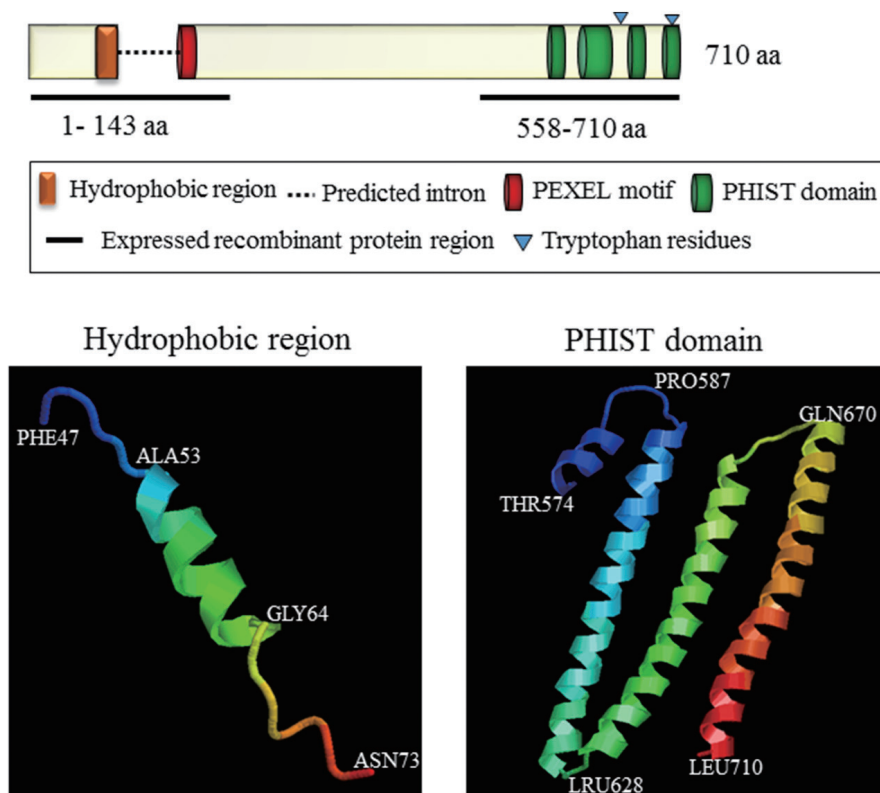 710 aa
1- 143 aa
558-710 aa
Hydrophobic region
Predicted intron
PEXEL motif
PHIST domain
Expressed recombinant protein region
Tryptophan residues
Hydrophobic region
PHIST domain
PHE47
ALA53
GLY64
ASN73
PRO587
GLN670
THR574
LRU628
LEU710